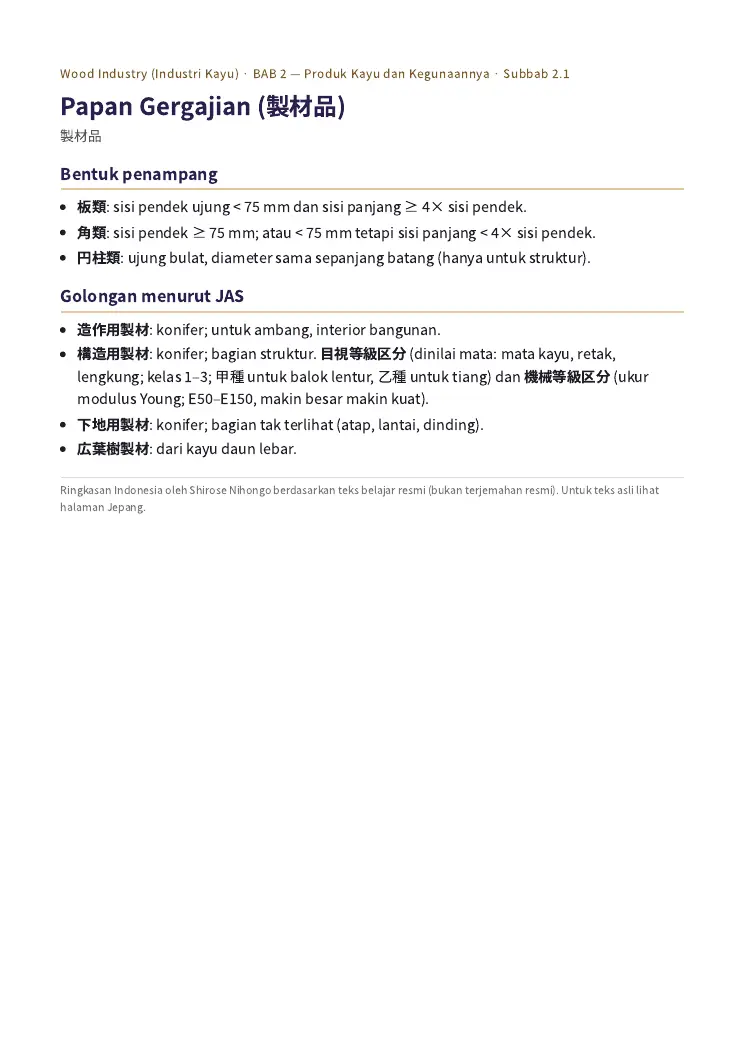 Wood Industry (Industri Kayu) · BAB 2 — Produk Kayu dan Kegunaannya · Subbab 2.1
Papan Gergajian (製材品)
製材品
Bentuk penampang
• 板類: sisi pendek ujung < 75 mm dan sisi panjang ≥ 4× sisi pendek.
• 角類: sisi pendek ≥ 75 mm; atau < 75 mm tetapi sisi panjang < 4× sisi pendek.
• 円柱類: ujung bulat, diameter sama sepanjang batang (hanya untuk struktur).
Golongan menurut JAS
• 造作用製材: konifer; untuk ambang, interior bangunan.
• 構造用製材: konifer; bagian struktur. 目視等級区分 (dinilai mata: mata kayu, retak,
lengkung; kelas 1–3; 甲種 untuk balok lentur, 乙種 untuk tiang) dan 機械等級区分 (ukur
modulus Young; E50–E150, makin besar makin kuat).
• 下地用製材: konifer; bagian tak terlihat (atap, lantai, dinding).
• 広葉樹製材: dari kayu daun lebar.
Ringkasan Indonesia oleh Shirose Nihongo berdasarkan teks belajar resmi (bukan terjemahan resmi). Untuk teks asli lihat
halaman Jepang.